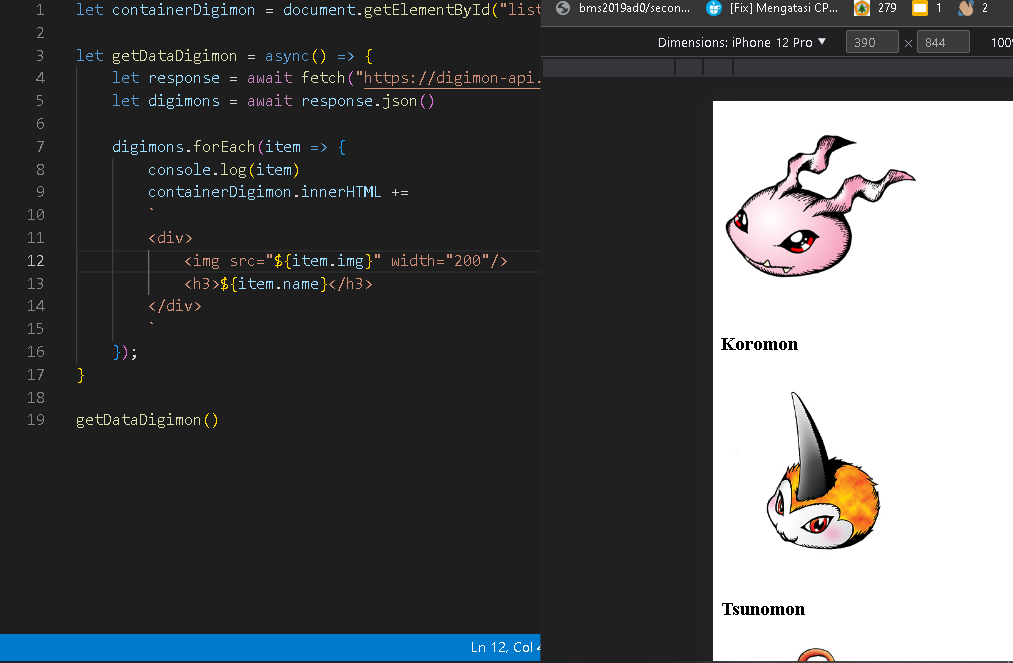 1 let containerDigimon = document.getElementById("list
2
3 let getDataDigimon = async() => {
4 let response = await fetch("https://digimon-api.
5 let digimons = await response.json()
6
7 digimons.forEach(item => {
8 console.log(item)
9 containerDigimon.innerHTML +=
10 `
11 <div>
12 <img src="${item.img}" width="200"/>
13 <h3>${item.name}</h3>
14 </div>
15 `
16 });
17 }
18
19 getDataDigimon()
Ln 12, Col 4
bms2019ad0/secon... [Fix] Mengatasi CP... 279 1 2
Dimensions: iPhone 12 Pro ▼ 390 × 844 100%
Koromon
Tsunomon